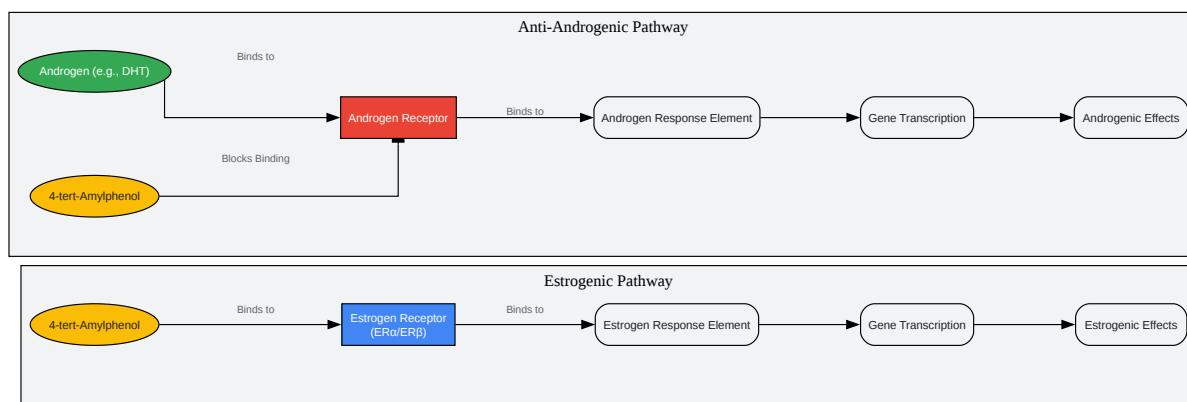 Anti-Androgenic Pathway
Androgen (e.g., DHT)
Binds to
Androgen Receptor
Binds to
Androgen Response Element
Gene Transcription
Androgenic Effects
Blocks Binding
4-tert-Amylphenol
Estrogenic Pathway
4-tert-Amylphenol
Binds to
Estrogen Receptor
(ERα/ERβ)
Binds to
Estrogen Response Element
Gene Transcription
Estrogenic Effects